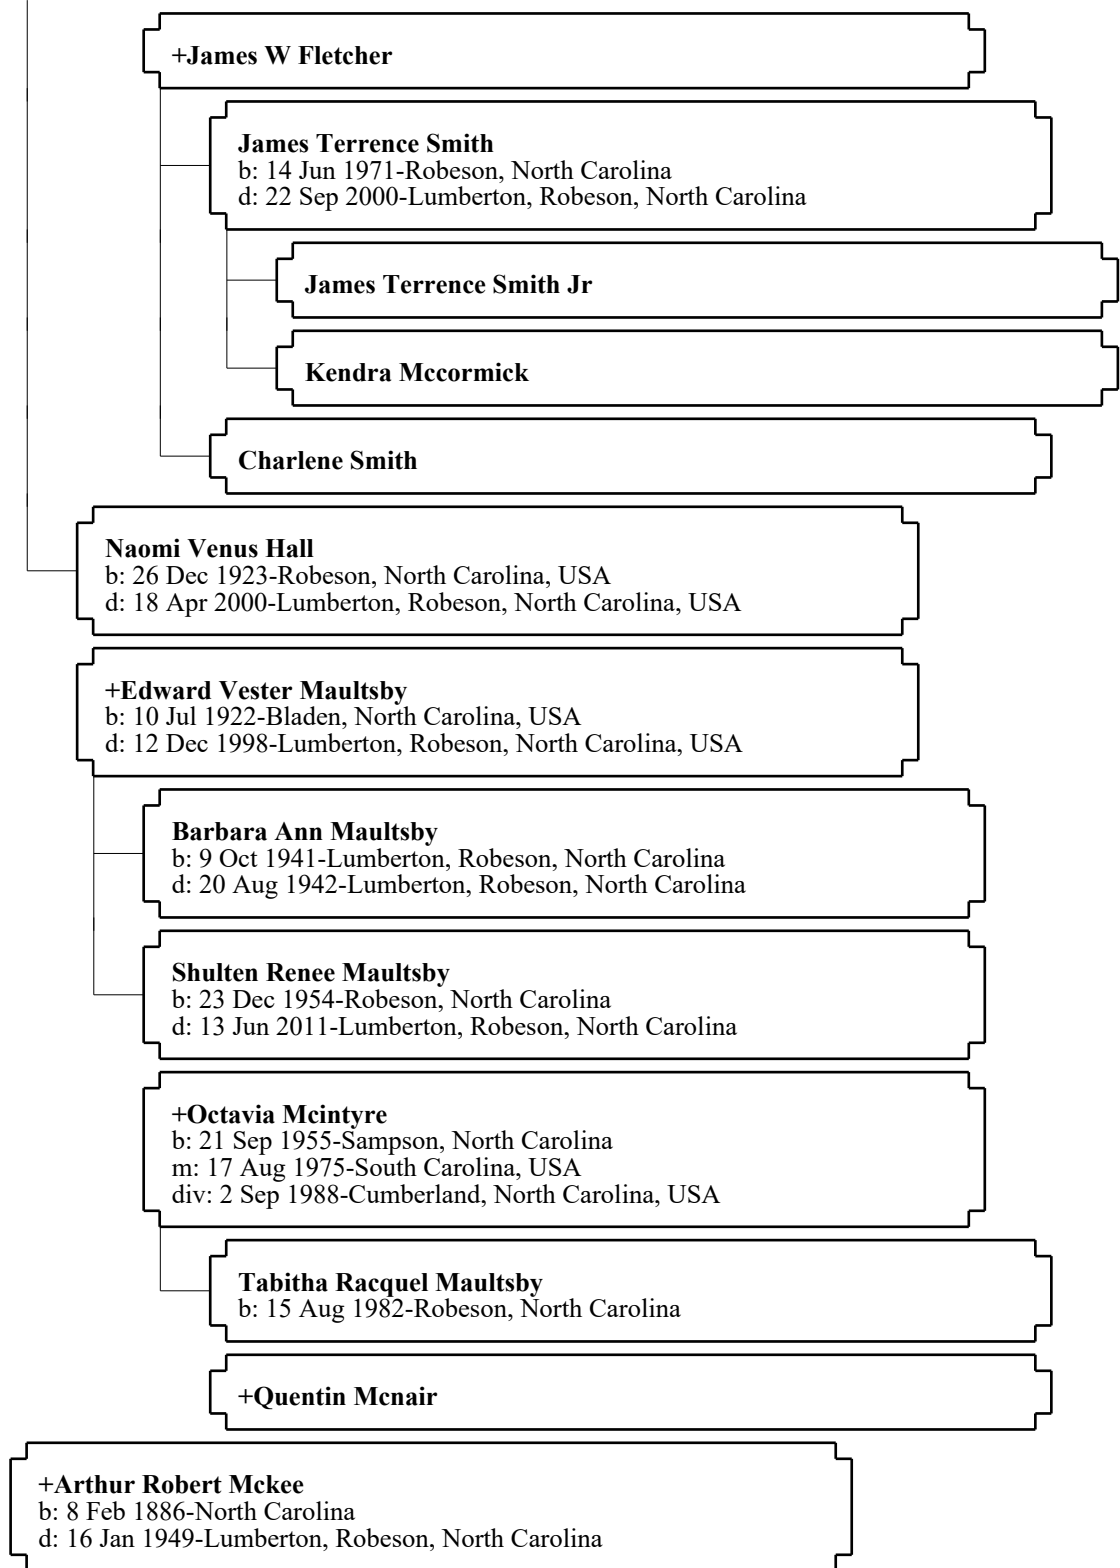 +James W Fletcher
James Terrence Smith
b: 14 Jun 1971-Robeson, North Carolina
d: 22 Sep 2000-Lumberton, Robeson, North Carolina
James Terrence Smith Jr
Kendra Mccormick
Charlene Smith
Naomi Venus Hall
b: 26 Dec 1923-Robeson, North Carolina, USA
d: 18 Apr 2000-Lumberton, Robeson, North Carolina, USA
+Edward Vester Maultsby
b: 10 Jul 1922-Bladen, North Carolina, USA
d: 12 Dec 1998-Lumberton, Robeson, North Carolina, USA
Barbara Ann Maultsby
b: 9 Oct 1941-Lumberton, Robeson, North Carolina
d: 20 Aug 1942-Lumberton, Robeson, North Carolina
Shulten Renee Maultsby
b: 23 Dec 1954-Robeson, North Carolina
d: 13 Jun 2011-Lumberton, Robeson, North Carolina
+Octavia Mcintyre
b: 21 Sep 1955-Sampson, North Carolina
m: 17 Aug 1975-South Carolina, USA
div: 2 Sep 1988-Cumberland, North Carolina, USA
Tabitha Racquel Maultsby
b: 15 Aug 1982-Robeson, North Carolina
+Quentin Mcnair
+Arthur Robert Mckee
b: 8 Feb 1886-North Carolina
d: 16 Jan 1949-Lumberton, Robeson, North Carolina